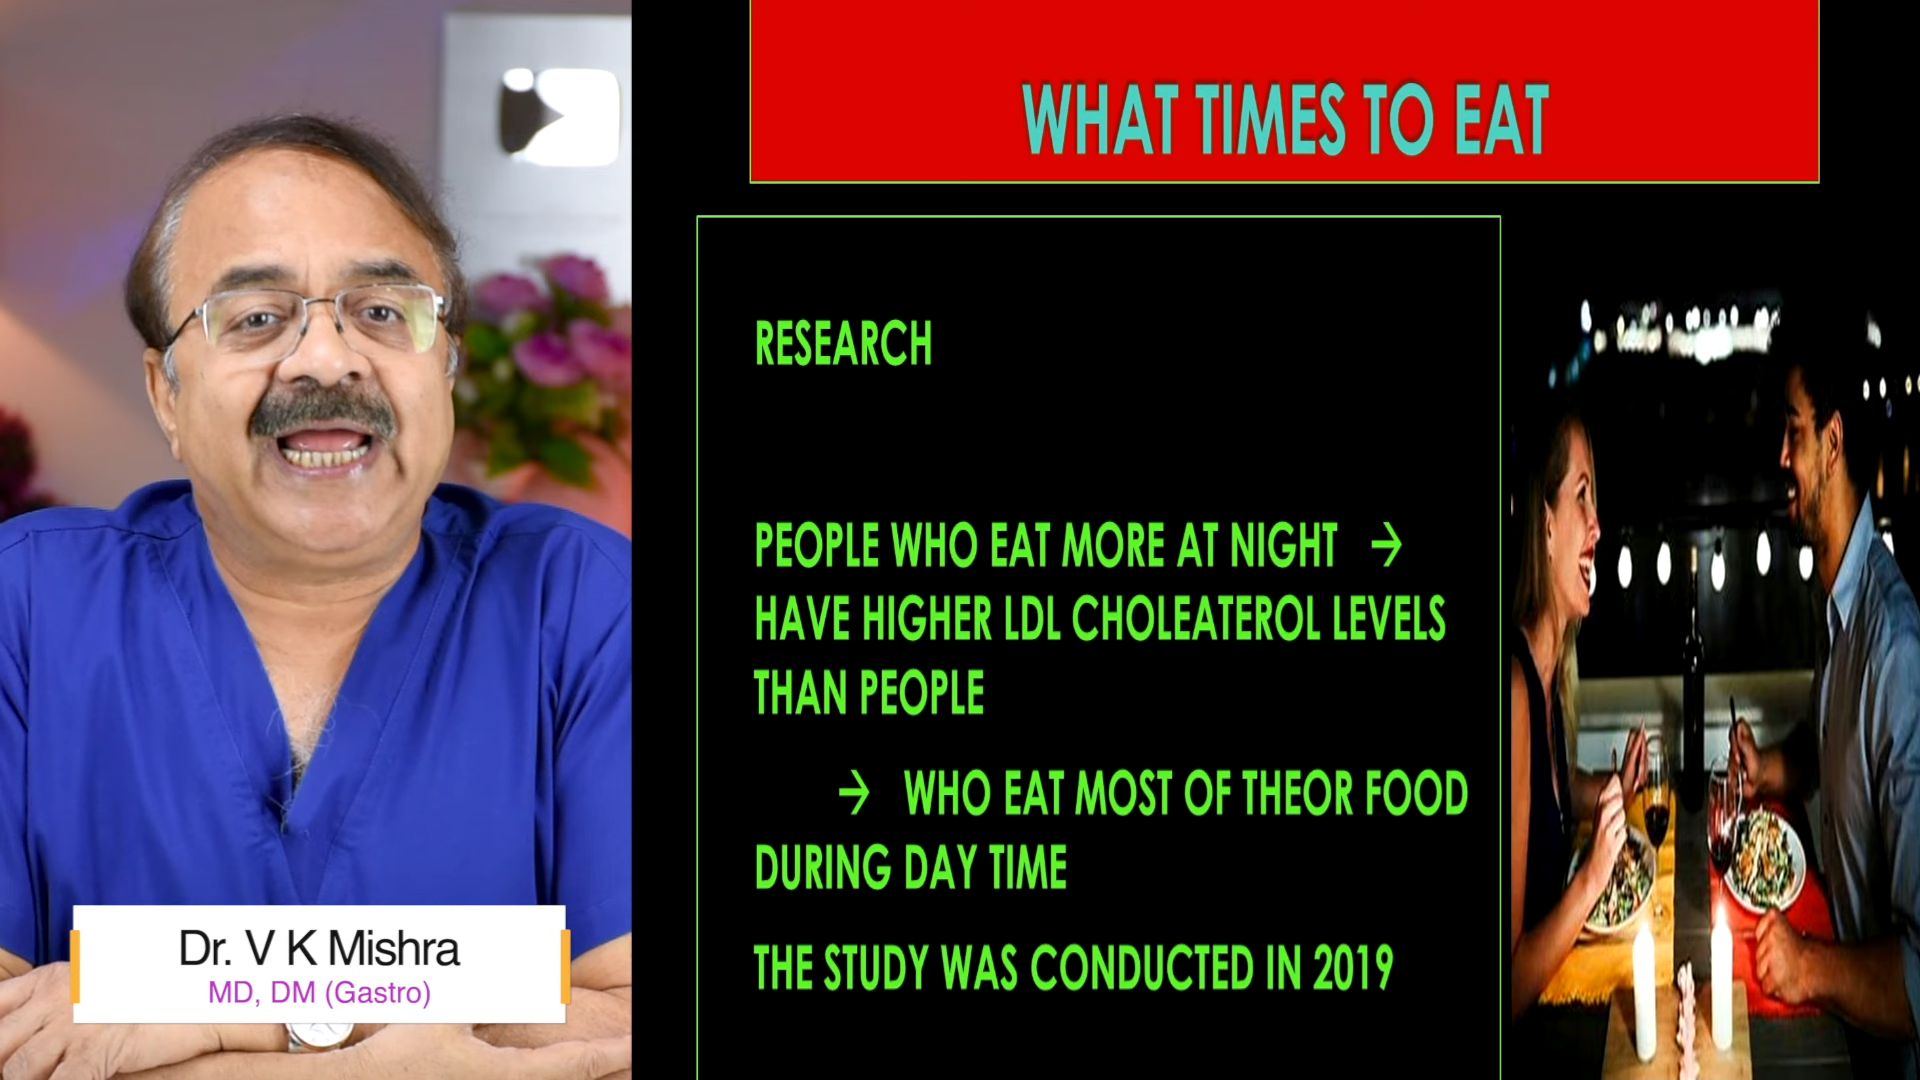 WHAT TIMES TO EAT
RESEARCH
PEOPLE WHO EAT MORE AT NIGHT →
HAVE HIGHER LDL CHOLEATEROL LEVELS
THAN PEOPLE
→ WHO EAT MOST OF THEOR FOOD
DURING DAY TIME
THE STUDY WAS CONDUCTED IN 2019
Dr. V K Mishra
MD, DM (Gastro)